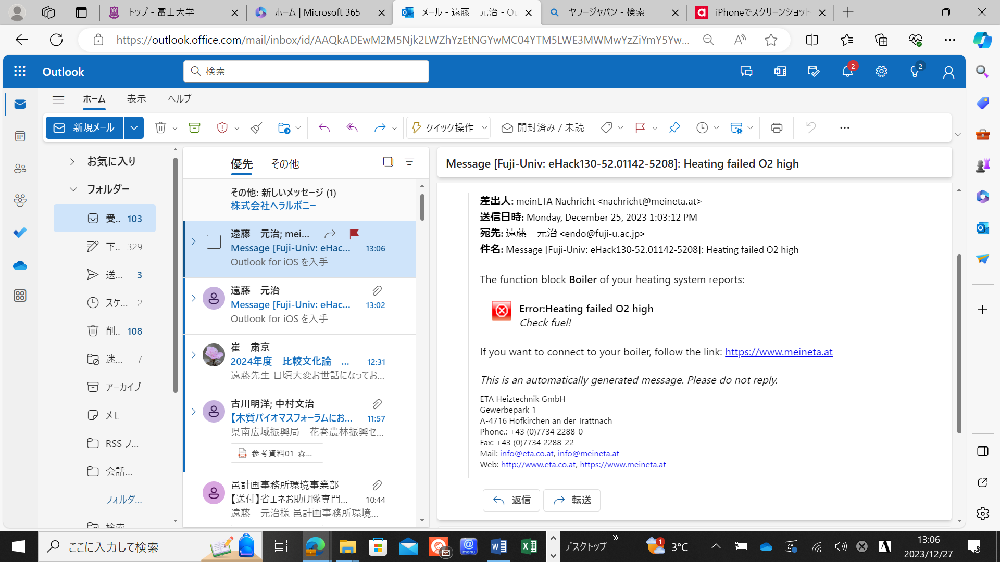 トップ - 富士大学
ホーム | Microsoft 365
メール - 遠藤　元治 - Ou
ヤフージャパン - 検索
iPhoneでスクリーンショット
https://outlook.office.com/mail/inbox/id/AAQkADEwM2M5Njk2LWZhYzEtNGYwMC04YTM5LWE3MWMwYzZiYmY5Yw...
Outlook
検索
2
2
ホーム
表示
ヘルプ
新規メール
クイック操作
開封済み / 未読
お気に入り
フォルダー
受.. 103
下.. 329
送... 3
スケ... 2
削.. 108
迷... 7
アーカイブ
メモ
RSS フ...
会話...
フォルダ...
検索
優先
その他
その他: 新しいメッセージ (1)
株式会社ヘラルボニー
遠藤　元治; mei...
Message [Fuji-Univ: eHac... 13:06
Outlook for iOS を入手
遠藤　元治
Message [Fuji-Univ: eHac... 13:02
Outlook for iOS を入手
崔　粛京
2024年度　比較文化論　... 12:31
遠藤先生 日頃大変お世話になってお...
古川明洋; 中村文治
【木質バイオマスフォーラムにお... 11:57
県南広域振興局　花巻農林振興セ...
参考資料01_森...
邑計画事務所環境事業部
【送付】省エネお助け隊専門... 10:44
遠藤　元治様 邑計画事務所環境...
Message [Fuji-Univ: eHack130-52.01142-5208]: Heating failed O2 high
差出人: meinETA Nachricht <nachricht@meineta.at>
送信日時: Monday, December 25, 2023 1:03:12 PM
宛先: 遠藤　元治 <endo@fuji-u.ac.jp>
件名: Message [Fuji-Univ: eHack130-52.01142-5208]: Heating failed O2 high
The function block Boiler of your heating system reports:
Error:Heating failed O2 high
Check fuel!
If you want to connect to your boiler, follow the link: https://www.meineta.at
This is an automatically generated message. Please do not reply.
ETA Heiztechnik GmbH
Gewerbepark 1
A-4716 Hofkirchen an der Trattnach
Phone.: +43 (0)7734 2288-0
Fax: +43 (0)7734 2288-22
Mail: info@eta.co.at, info@meineta.at
Web: http://www.eta.co.at, https://www.meineta.at
返信
転送
ここに入力して検索
menu
デスクトップ
1
3°C
A
13:06
2023/12/27